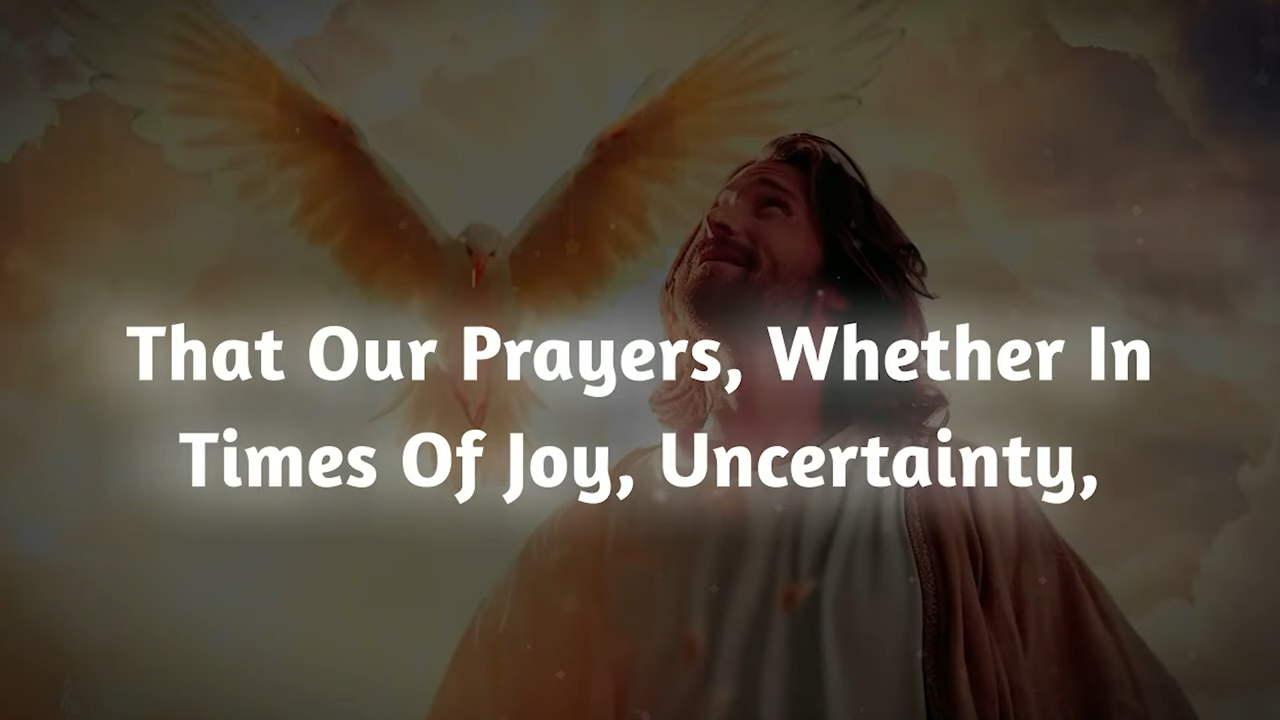 That Our Prayers, Whether In
Times Of Joy, Uncertainty,